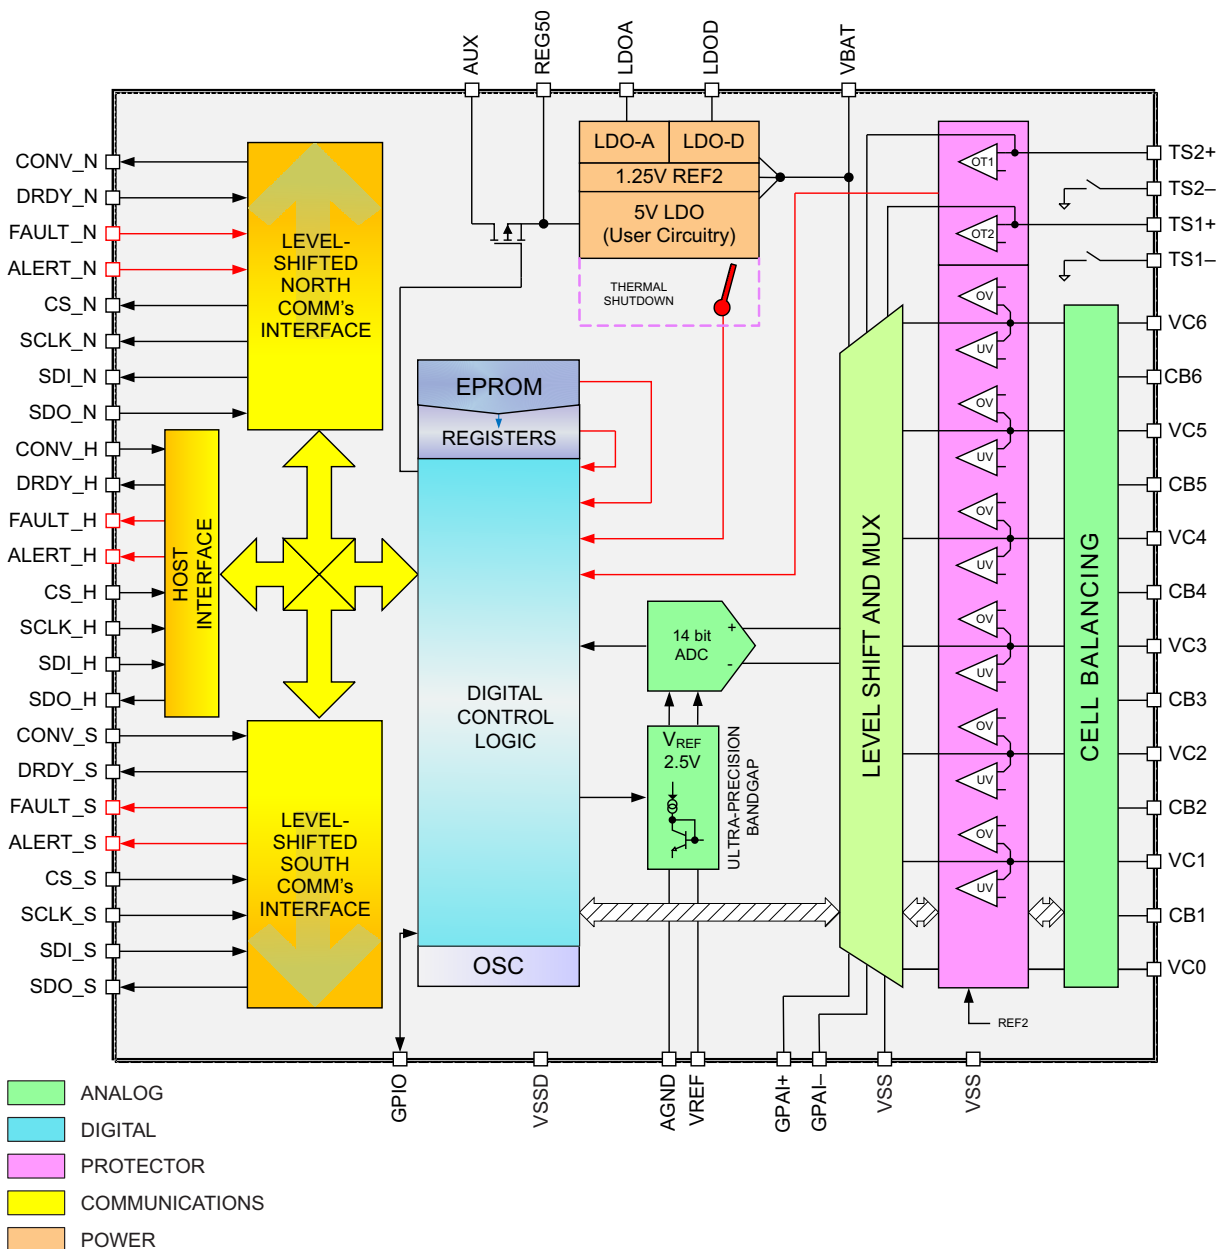 AUX
REG50
LDOA
LDOD
VBAT
CONV_N
DRDY_N
FAULT_N
ALERT_N
CS_N
SCLK_N
SDI_N
SDO_N
CONV_H
DRDY_H
FAULT_H
ALERT_H
CS_H
SCLK_H
SDI_H
SDO_H
CONV_S
DRDY_S
FAULT_S
ALERT_S
CS_S
SCLK_S
SDI_S
SDO_S
LEVEL-
SHIFTED
NORTH
COMM's
INTERFACE
HOST
INTERFACE
LEVEL-
SHIFTED
SOUTH
COMM's
INTERFACE
LDO-A
LDO-D
1.25V REF2
5V LDO
(User Circuitry)
THERMAL
SHUTDOWN
EPROM
REGISTERS
DIGITAL
CONTROL
LOGIC
OSC
14 bit
ADC
+
-
VREF
2.5V
ULTRA-PRECISION
BANDGAP
LEVEL SHIFT AND MUX
OT1
OT2
OV
UV
OV
UV
OV
UV
OV
UV
OV
UV
OV
UV
REF2
CELL BALANCING
TS2+
TS2–
TS1+
TS1–
VC6
CB6
VC5
CB5
VC4
CB4
VC3
CB3
VC2
CB2
VC1
CB1
VC0
GPIO
VSSD
AGND
VREF
GPAI+
GPAI–
VSS
VSS
ANALOG
DIGITAL
PROTECTOR
COMMUNICATIONS
POWER